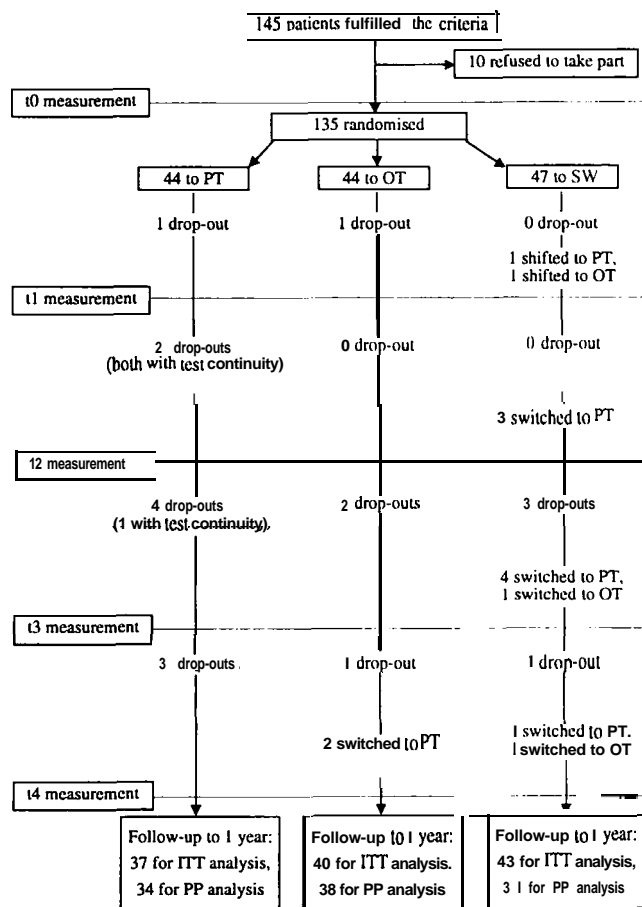 145 patients fulfilled the criteria
10 refused to take part
t0 measurement
135 randomised
44 to PT
44 to OT
47 to SW
1 drop-out
1 drop-out
0 drop-out
1 shifted to PT,
1 shifted to OT
t1 measurement
2 drop-outs
(both with test continuity)
0 drop-out
0 drop-out
3 switched to PT
12 measurement
4 drop-outs
(1 with test continuity).
2 drop-outs
3 drop-outs
4 switched to PT,
1 switched to OT
t3 measurement
3 drop-outs
1 drop-out
1 drop-out
2 switched to PT
1 switched to PT.
1 switched to OT
t4 measurement
Follow-up to 1 year:
37 for ITT analysis,
34 for PP analysis
Follow-up to 1 year:
40 for ITT analysis.
38 for PP analysis
Follow-up to 1 year:
43 for ITT analysis,
3 1 for PP analysis